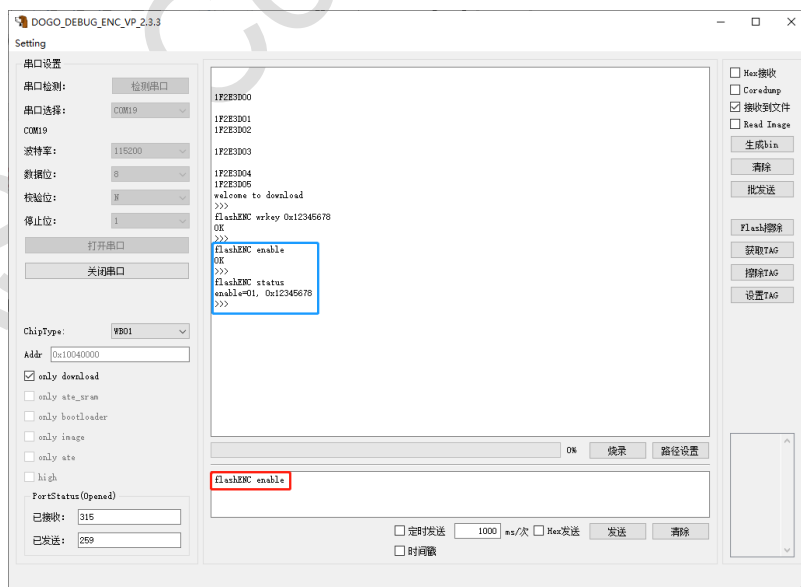 DOGO_DEBUG_ENC_VP_2.3.3
Setting
串口设置
串口检测: 检测串口
串口选择: COM19
COM19
波特率: 115200
数据位: 8
校验位: N
停止位: 1
打开串口
关闭串口
ChipType: WB01
Addr 0x10040000
only download
only ate_sram
only bootloader
only image
only ate
high
PortStatus(Opened)
已接收: 315
已发送: 259
1F2E3D00
1F2E3D01
1F2E3D02
1F2E3D03
1F2E3D04
1F2E3D05
welcome to download
>>>
flashENC wrkey 0x12345678
OK
>>>
flashENC enable
OK
>>>
flashENC status
enable=01, 0x12345678
>>>
0% 烧录 路径设置
flashENC enable
定时发送 1000 ms/次 Hex发送 发送 清除
时间戳
Hex接收
Coredump
接收到文件
Read Image
生成bin
清除
批发送
Flash擦除
获取TAG
擦除TAG
设置TAG